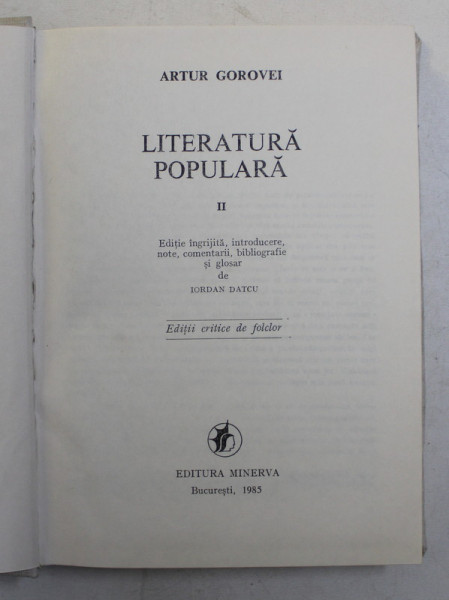 ARTUR GOROVEI
LITERATURĂ
POPULARĂ
II
Ediție îngrijită, introducere,
note, comentarii, bibliografie
și glosar
de
IORDAN DATCU
Ediții critice de folclor
EDITURA MINERVA
București, 1985